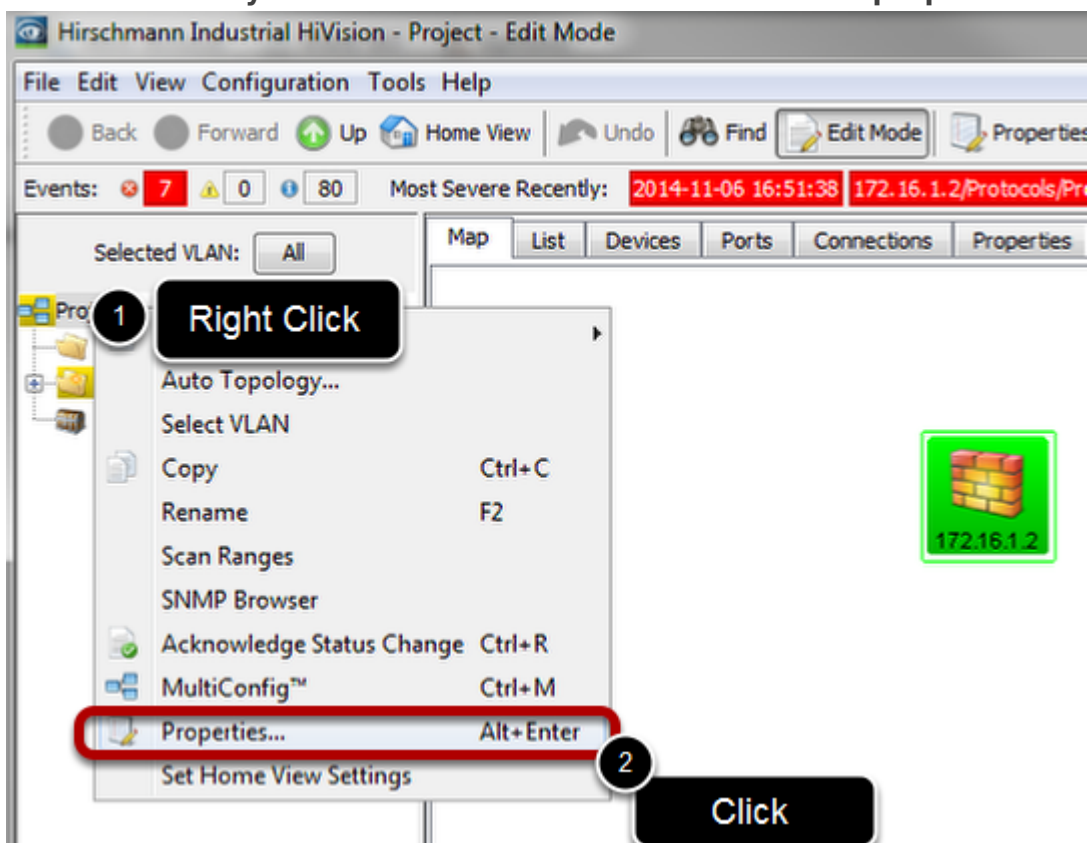 Hirschmann Industrial HiVision - Project - Edit Mode
File Edit View Configuration Tools Help
Back Forward Up Home View Undo Find Edit Mode Properties
Events: 7 0 80 Most Severe Recently: 2014-11-06 16:51:38 172.16.1.2/Protocols/Pr
Selected VLAN: All
Map List Devices Ports Connections Properties
Proj
1 Right Click
Auto Topology...
Select VLAN
Copy Ctrl+C
Rename F2
172.16.1.2
Scan Ranges
SNMP Browser
Acknowledge Status Change Ctrl+R
MultiConfig™ Ctrl+M
Properties... Alt+Enter
2
Set Home View Settings
Click